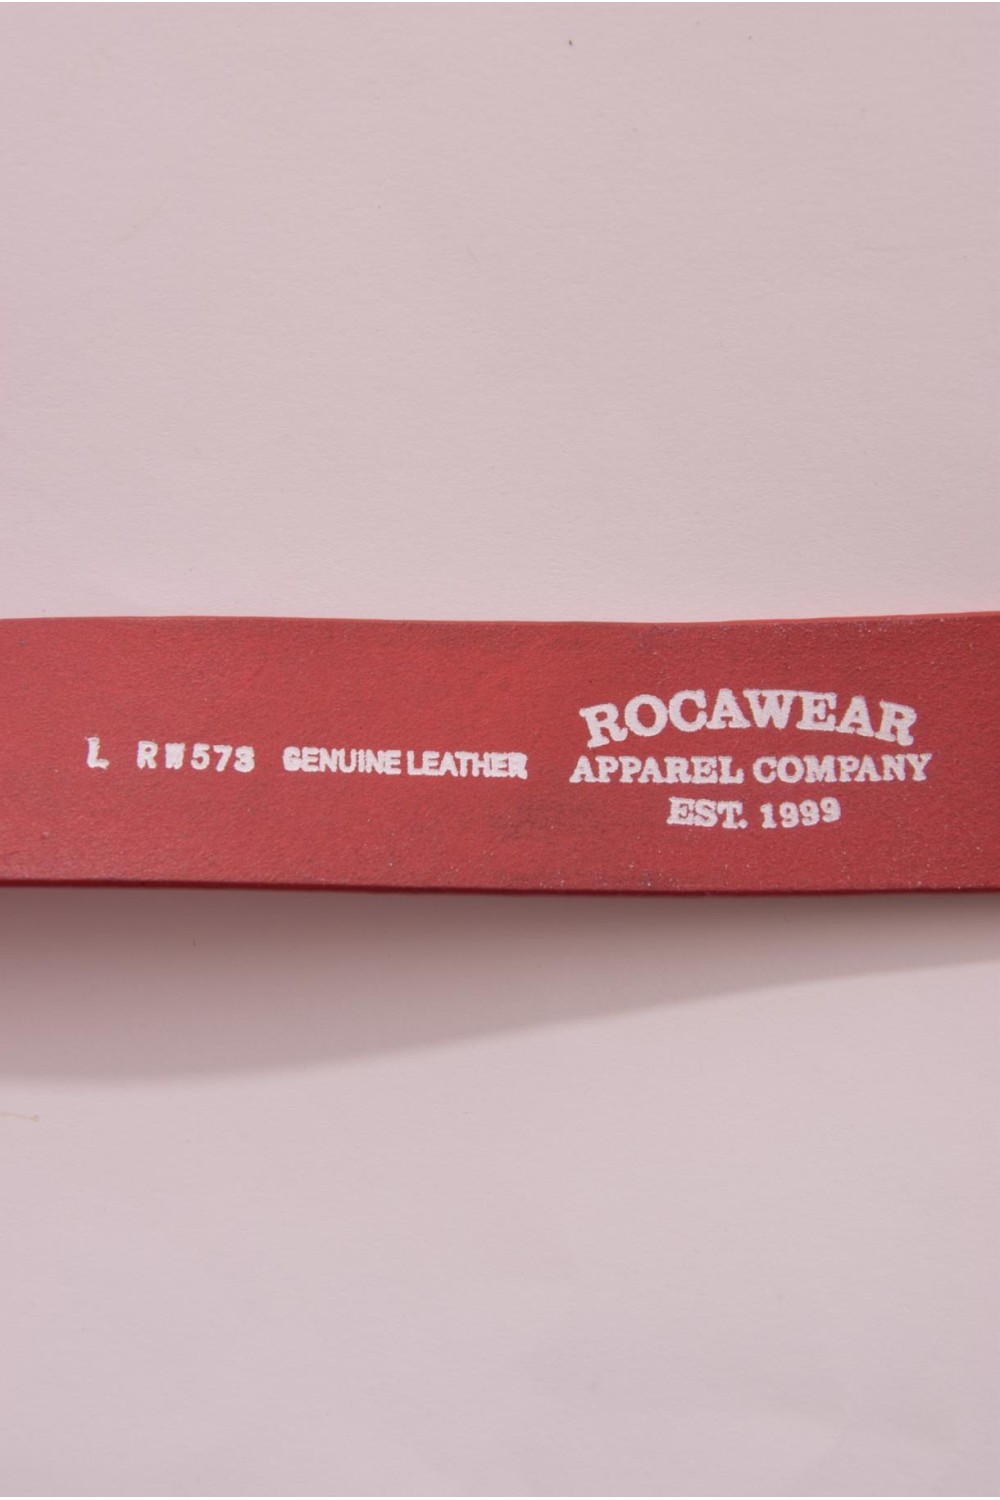 L RW573 GENUINE LEATHER
ROCAWEAR
APPAREL COMPANY
EST. 1999